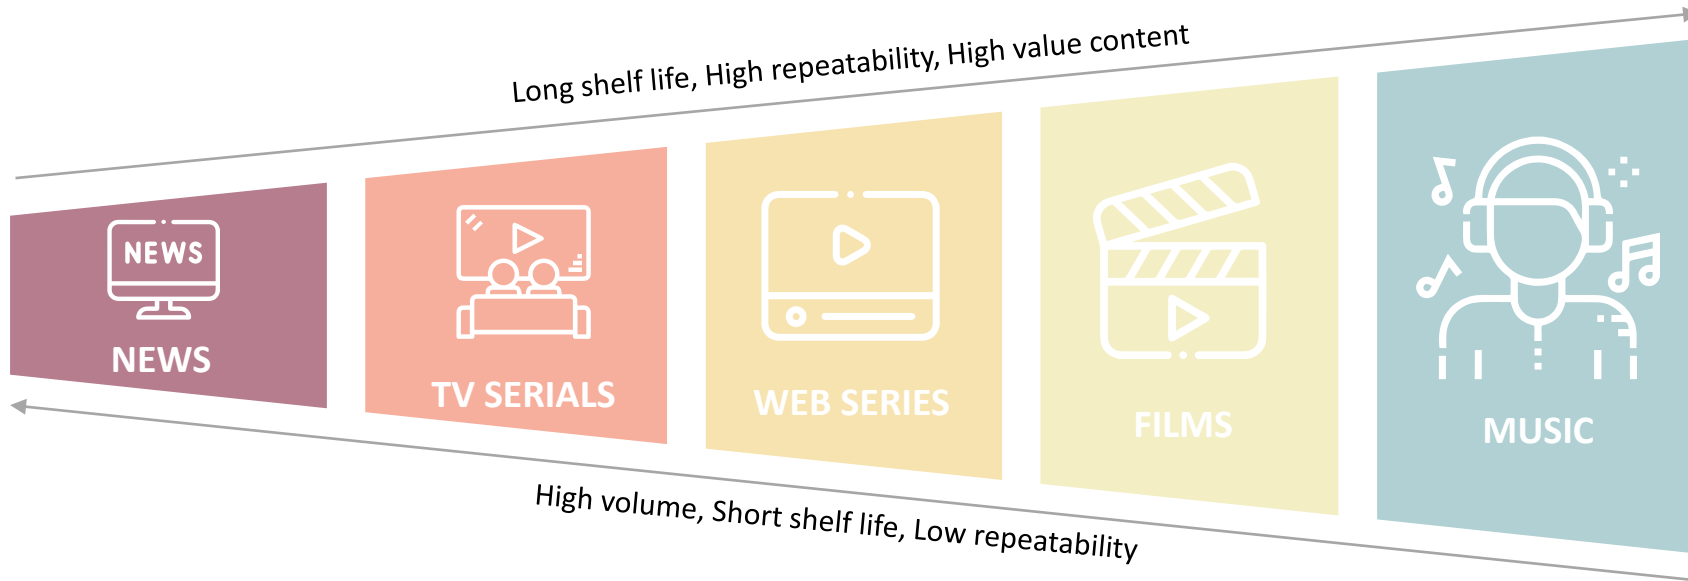 Long shelf life, High repeatability, High value content
NEWS
NEWS
TV SERIALS
WEB SERIES
FILMS
MUSIC
High volume, Short shelf life, Low repeatability